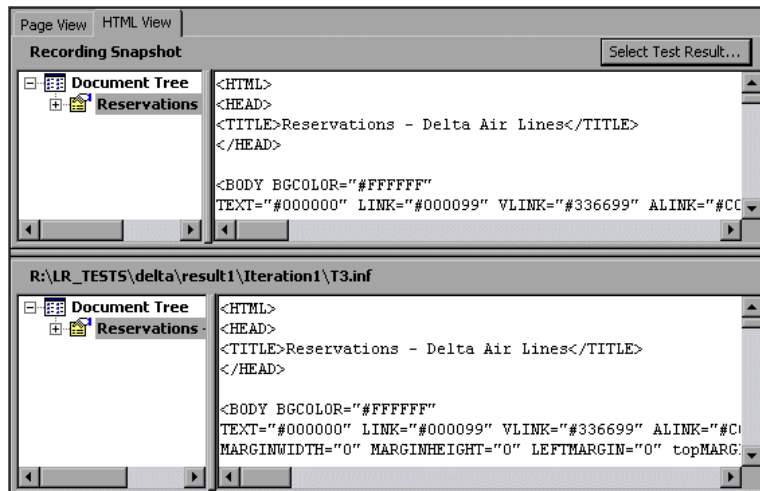 Page View HTML View
Recording Snapshot Select Test Result...
Document Tree
Reservations
<HTML>
<HEAD>
<TITLE>Reservations - Delta Air Lines</TITLE>
</HEAD>
<BODY BGCOLOR="#FFFFFF"
TEXT="#000000" LINK="#000099" VLINK="#336699" ALINK="#CC
R:\LR_TESTS\delta\result1\Iteration1\T3.inf
Document Tree
Reservations -
<HTML>
<HEAD>
<TITLE>Reservations - Delta Air Lines</TITLE>
</HEAD>
<BODY BGCOLOR="#FFFFFF"
TEXT="#000000" LINK="#000099" VLINK="#336699" ALINK="#C
MARGINWIDTH="0" MARGINHEIGHT="0" LEFTMARGIN="0" topMARG